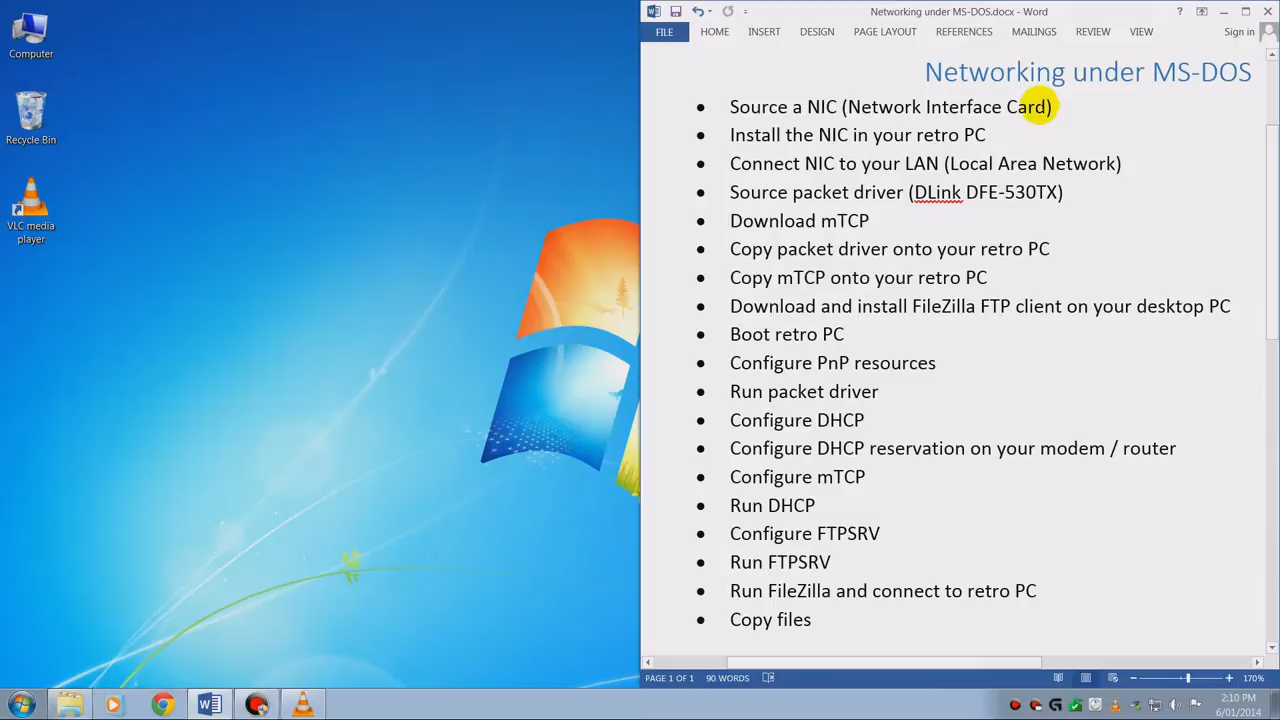 Computer
Recycle Bin
VLC media
player
Networking under MS-DOS.docx - Word
?
FILE
HOME
INSERT
DESIGN
PAGE LAYOUT
REFERENCES
MAILINGS
REVIEW
VIEW
Sign in
Networking under MS-DOS
• Source a NIC (Network Interface Card)
• Install the NIC in your retro PC
• Connect NIC to your LAN (Local Area Network)
• Source packet driver (DLink DFE-530TX)
• Download mTCP
• Copy packet driver onto your retro PC
• Copy mTCP onto your retro PC
• Download and install FileZilla FTP client on your desktop PC
• Boot retro PC
• Configure PnP resources
• Run packet driver
• Configure DHCP
• Configure DHCP reservation on your modem / router
• Configure mTCP
• Run DHCP
• Configure FTPSRV
• Run FTPSRV
• Run FileZilla and connect to retro PC
• Copy files
PAGE 1 OF 1
90 WORDS
170%
2:10 PM
6/01/2014